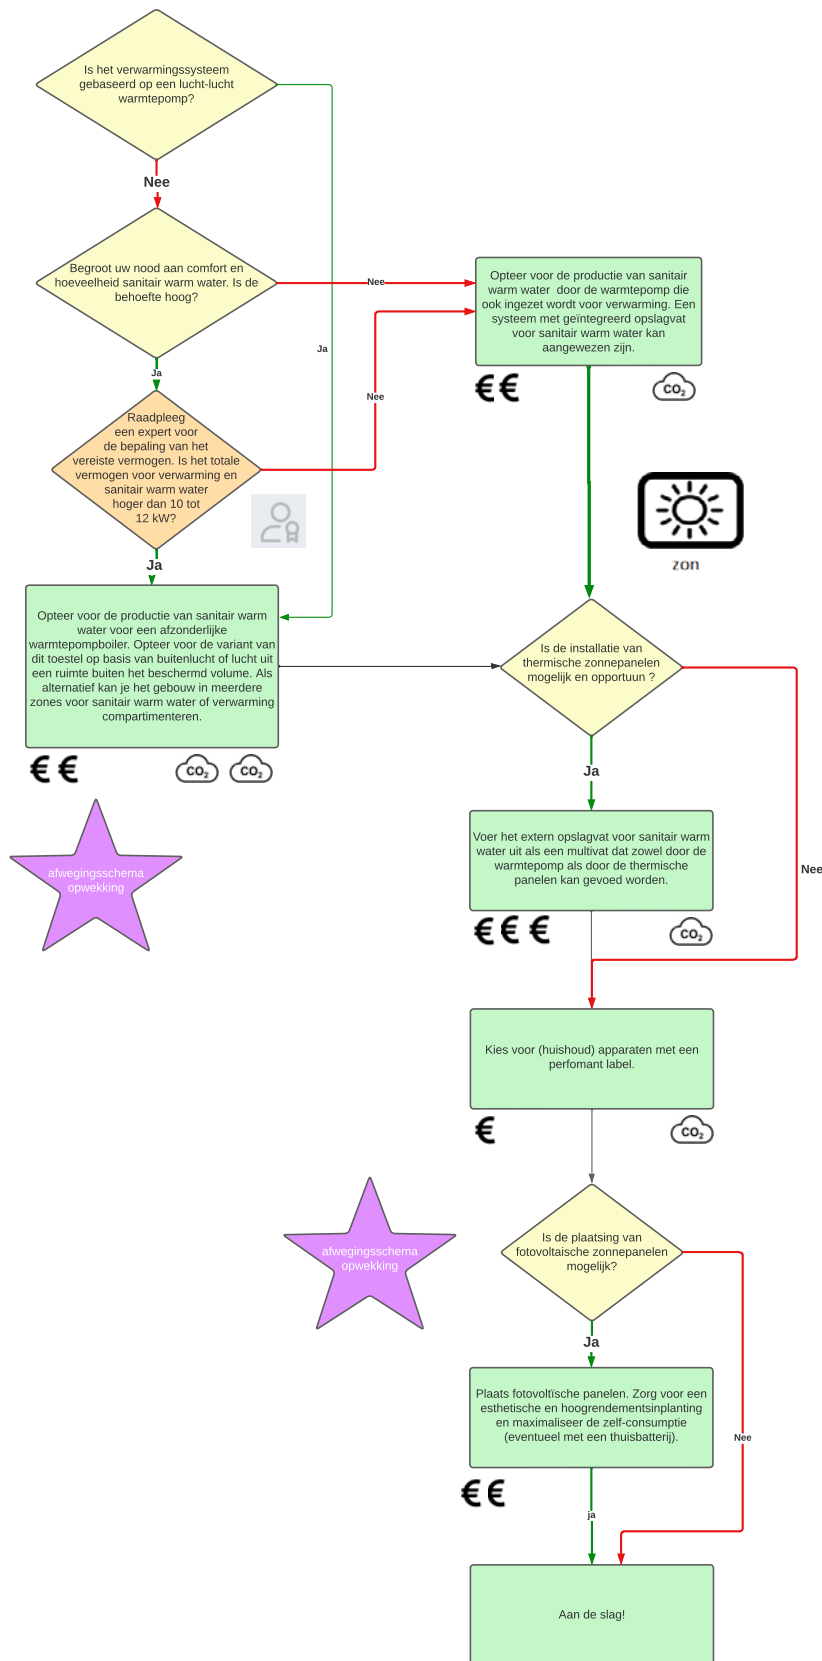 Is het verwarmingssysteem
gebaseerd op een lucht-lucht
warmtepomp?
Nee
Begroot uw nood aan comfort en
hoeveelheid sanitair warm water. Is de
behoefte hoog?
Nee
Opteer voor de productie van sanitair
warm water door de warmtepomp die
ook ingezet wordt voor verwarming. Een
systeem met geïntegreerd opslagvat
voor sanitair warm water kan
aangewezen zijn.
Ja
Ja
Nee
€ €
CO2
Raadpleeg
een expert voor
de bepaling van het
vereiste vermogen. Is het totale
vermogen voor verwarming en
sanitair warm water
hoger dan 10 tot
12 kW?
zon
Ja
Opteer voor de productie van sanitair warm
water voor een afzonderlijke
warmtepompboiler. Opteer voor de variant van
dit toestel op basis van buitenlucht of lucht uit
een ruimte buiten het beschermd volume. Als
alternatief kan je het gebouw in meerdere
zones voor sanitair warm water of verwarming
compartimenteren.
Is de installatie van
thermische zonnepanelen
mogelijk en opportuun ?
€ €
CO2 CO2
Ja
Nee
afwegingsschema
opwekking
Voer het extern opslagvat voor sanitair warm
water uit als een multivat dat zowel door de
warmtepomp als door de thermische
panelen kan gevoed worden.
€ € €
CO2
Kies voor (huishoud) apparaten met een
perfomant label.
€
CO2
afwegingsschema
opwekking
Is de plaatsing van
fotovoltaische zonnepanelen
mogelijk?
Ja
Nee
Plaats fotovoltïsche panelen. Zorg voor een
esthetische en hoogrendementsinplanting
en maximaliseer de zelf-consumptie
(eventueel met een thuisbatterij).
€ €
ja
Aan de slag!